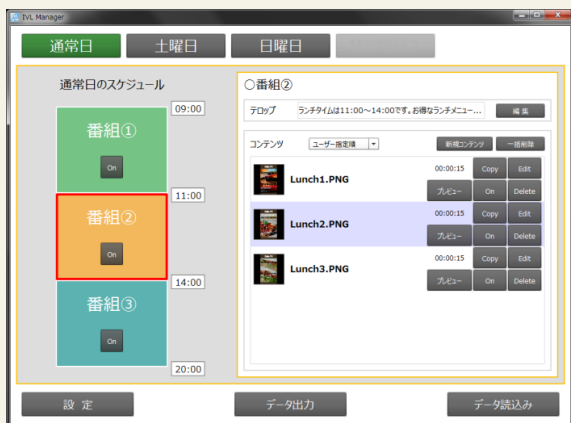 IVL Manager
通常日
土曜日
日曜日
通常日のスケジュール
09:00
番組①
On
11:00
番組②
On
14:00
番組③
On
20:00
○番組②
テロップ
ランチタイムは11:00～14:00です。お得なランチメニュー...
編 集
コンテンツ
ユーザー指定順
新規コンテンツ
一括削除
Lunch1.PNG
00:00:15
Copy
Edit
プレビュー
On
Delete
Lunch2.PNG
00:00:15
Copy
Edit
プレビュー
On
Delete
Lunch3.PNG
00:00:15
Copy
Edit
プレビュー
On
Delete
設 定
データ出力
データ読込み